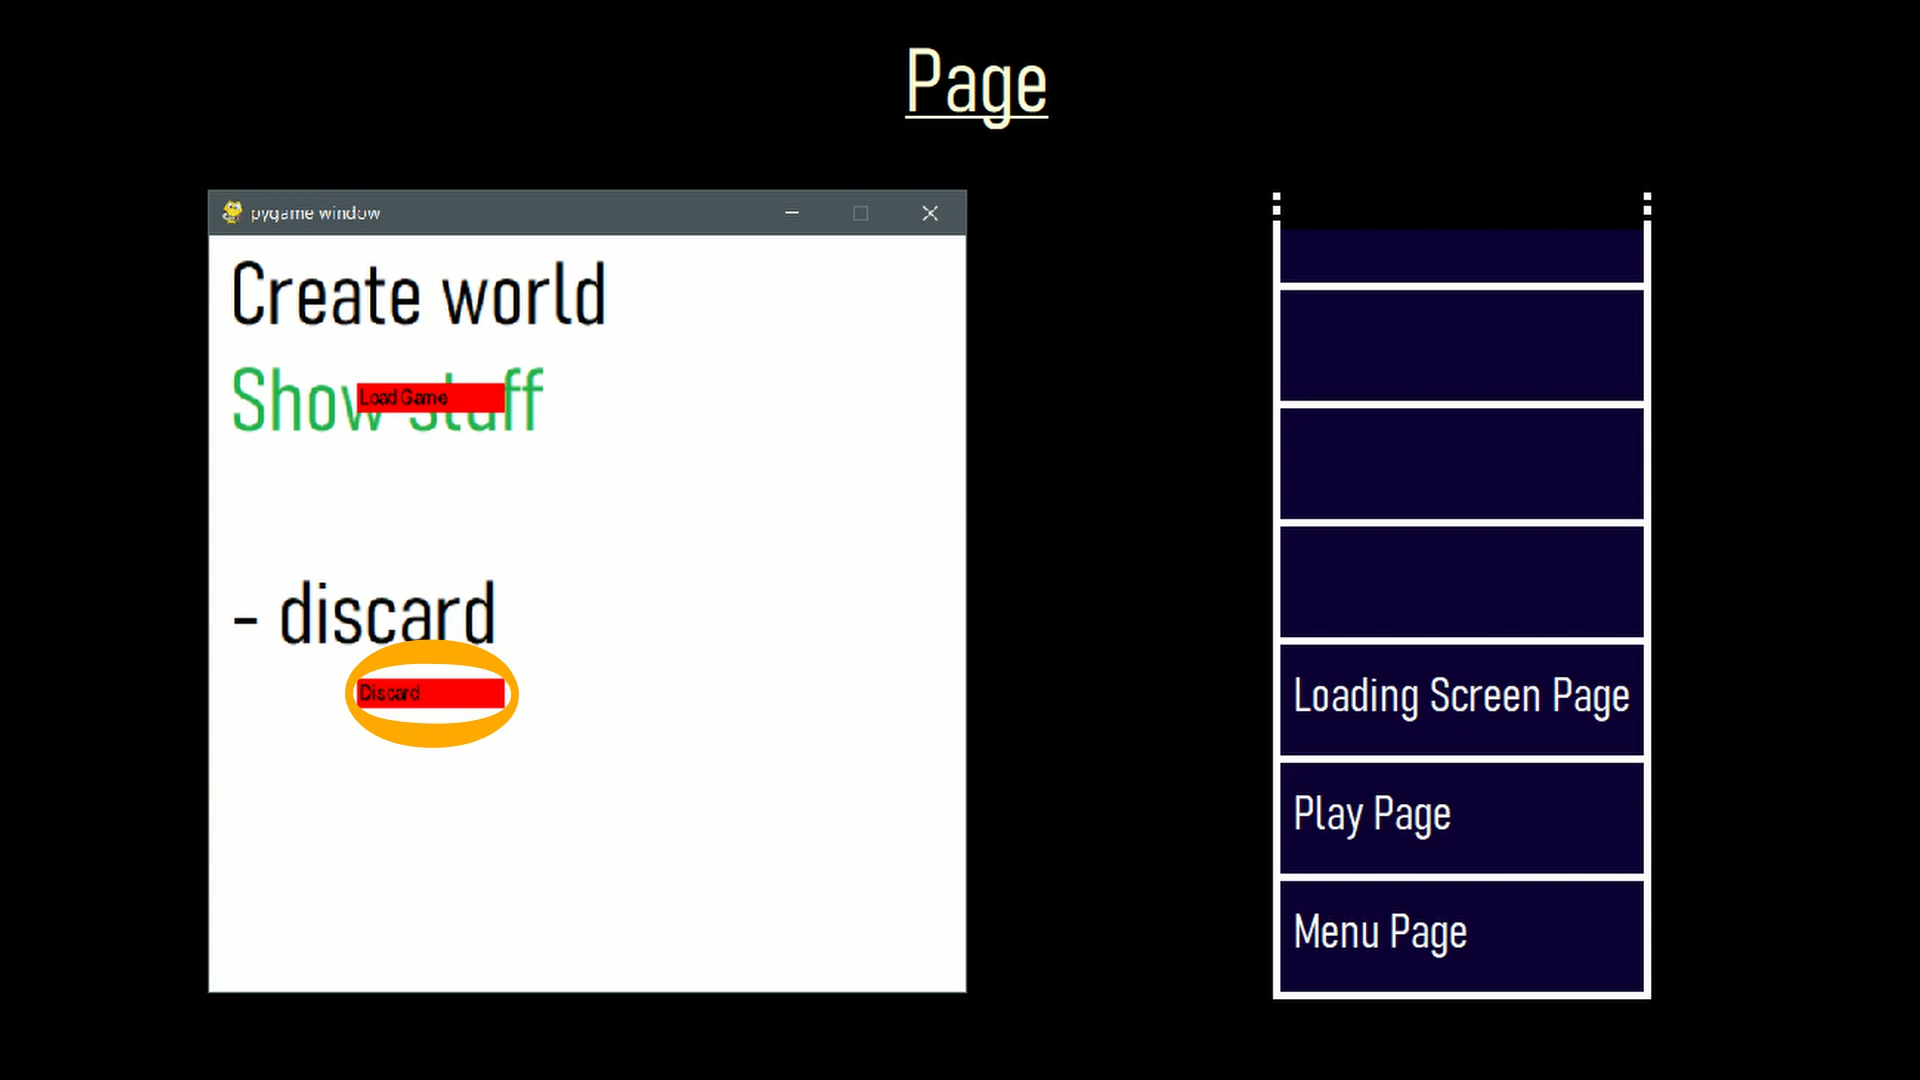 Page
pygame window
Create world
Show stuff
Load Game
- discard
Discard
Loading Screen Page
Play Page
Menu Page